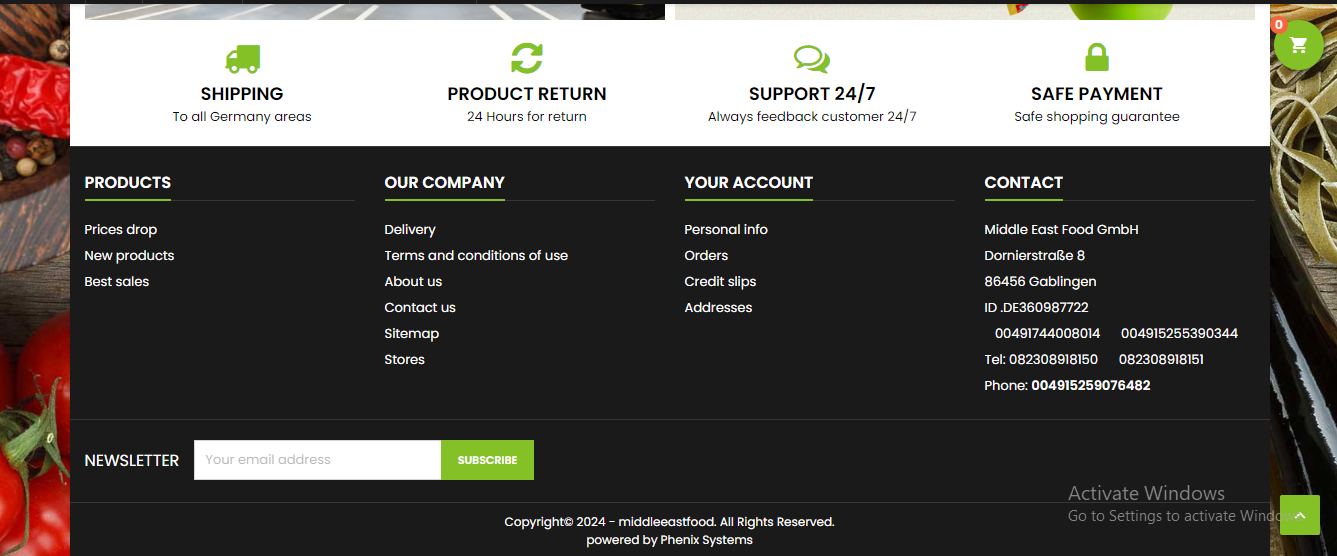 0
SHIPPING
To all Germany areas
PRODUCT RETURN
24 Hours for return
SUPPORT 24/7
Always feedback customer 24/7
SAFE PAYMENT
Safe shopping guarantee
PRODUCTS
Prices drop
New products
Best sales
OUR COMPANY
Delivery
Terms and conditions of use
About us
Contact us
Sitemap
Stores
YOUR ACCOUNT
Personal info
Orders
Credit slips
Addresses
CONTACT
Middle East Food GmbH
Dornierstraße 8
86456 Gablingen
ID .DE360987722
00491744008014 004915255390344
Tel: 082308918150 082308918151
Phone: 004915259076482
NEWSLETTER Your email address SUBSCRIBE
Activate Windows
Go to Settings to activate Windows.
Copyright© 2024 - middleeastfood. All Rights Reserved.
powered by Phenix Systems